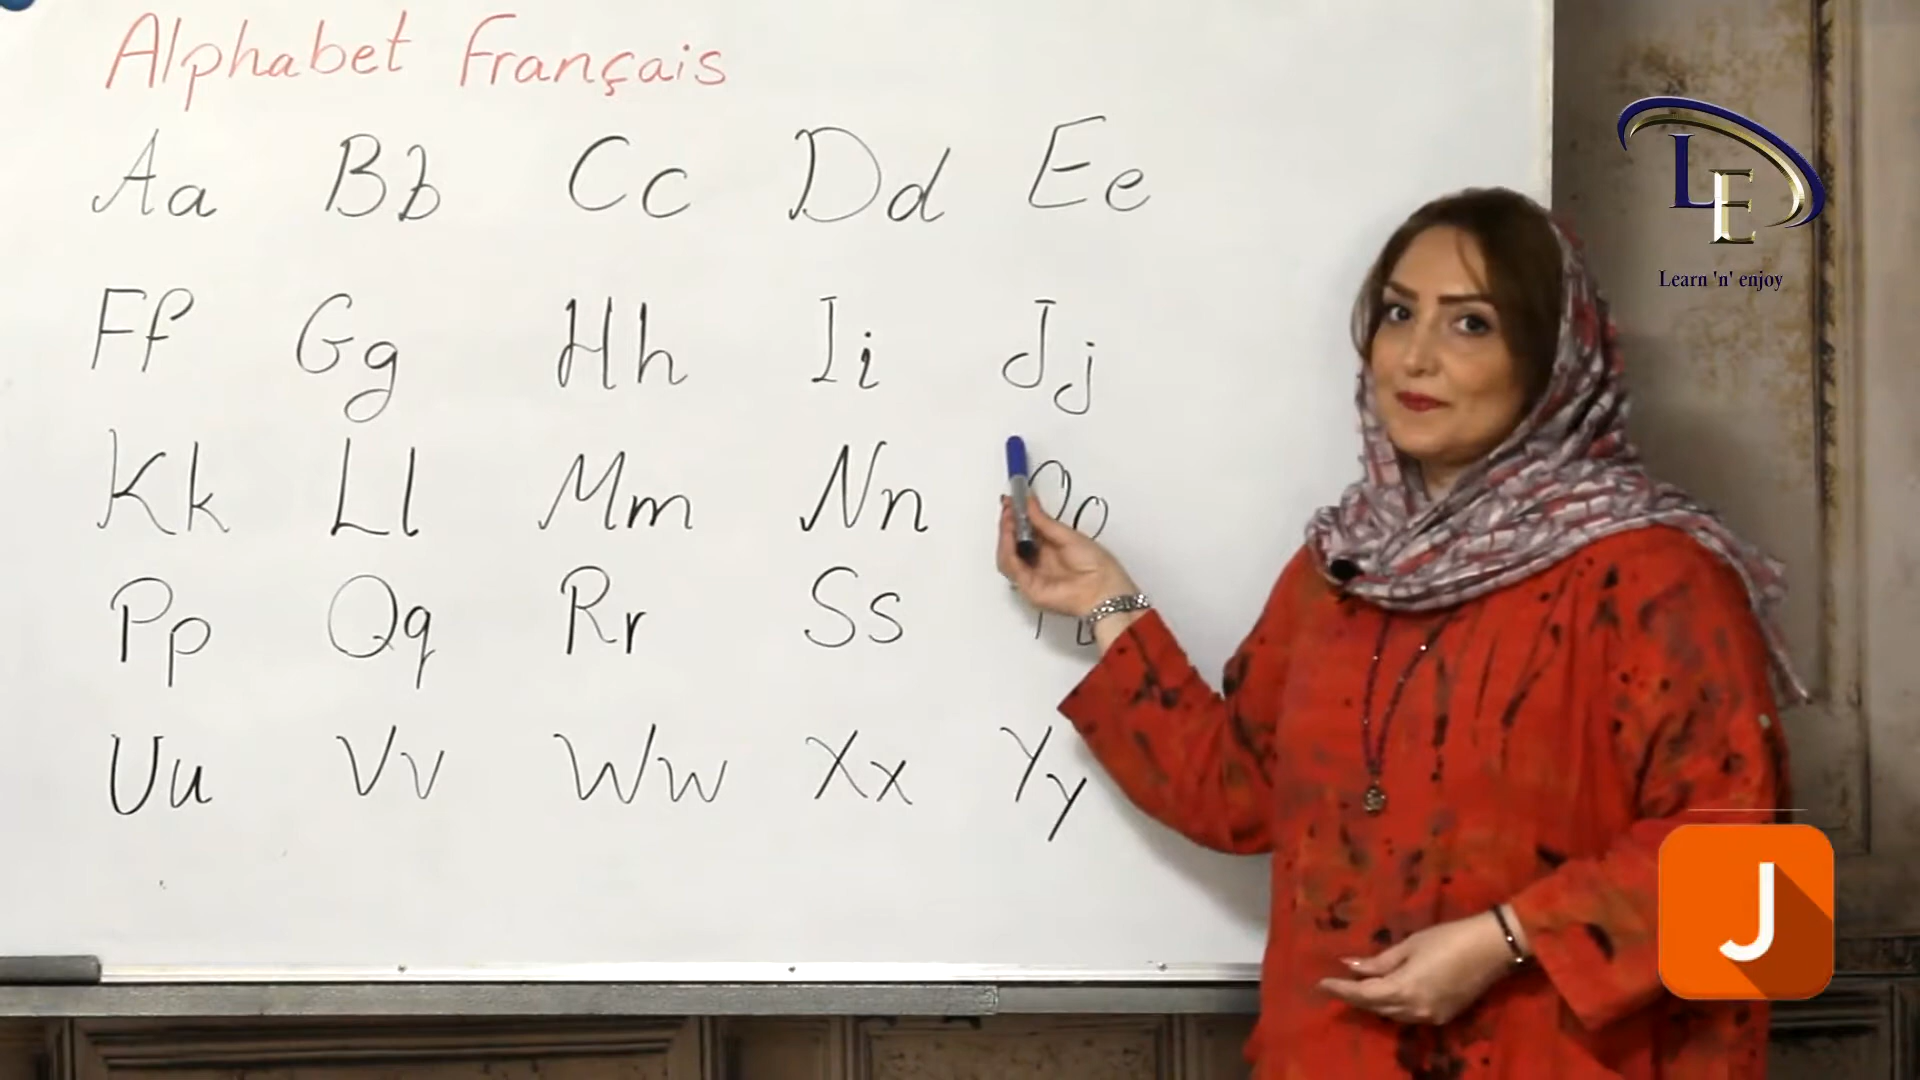 Alphabet Français
Aa Bb Cc Dd Ee
Ff Gg Hh Ii Jj
Kk Ll Mm Nn Oo
Pp Qq Rr Ss
Uu Vv Ww Xx Yy
LE
Learn 'n' enjoy
J